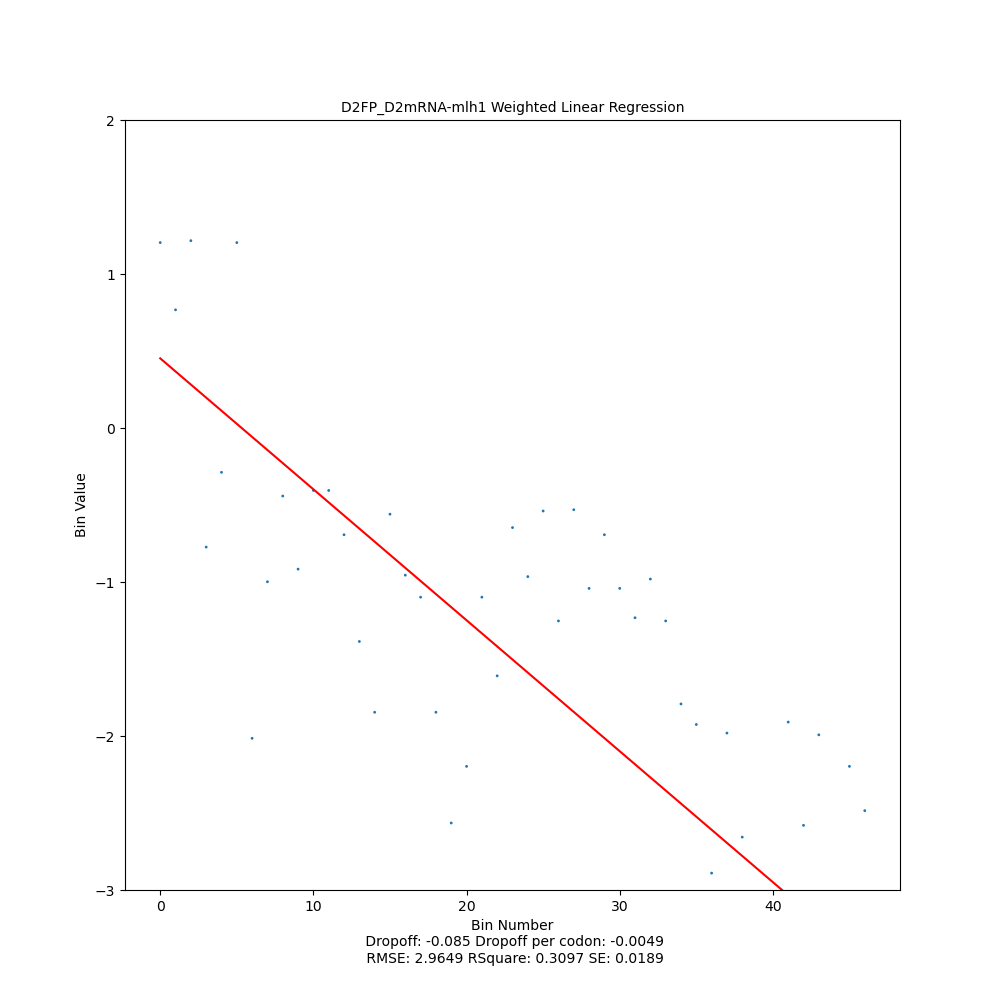 D2FP_D2mRNA-mlh1 Weighted Linear Regression
2
1
0
−1
−2
−3
Bin Value
0 10 20 30 40
Bin Number
Dropoff: -0.085 Dropoff per codon: -0.0049
RMSE: 2.9649 RSquare: 0.3097 SE: 0.0189